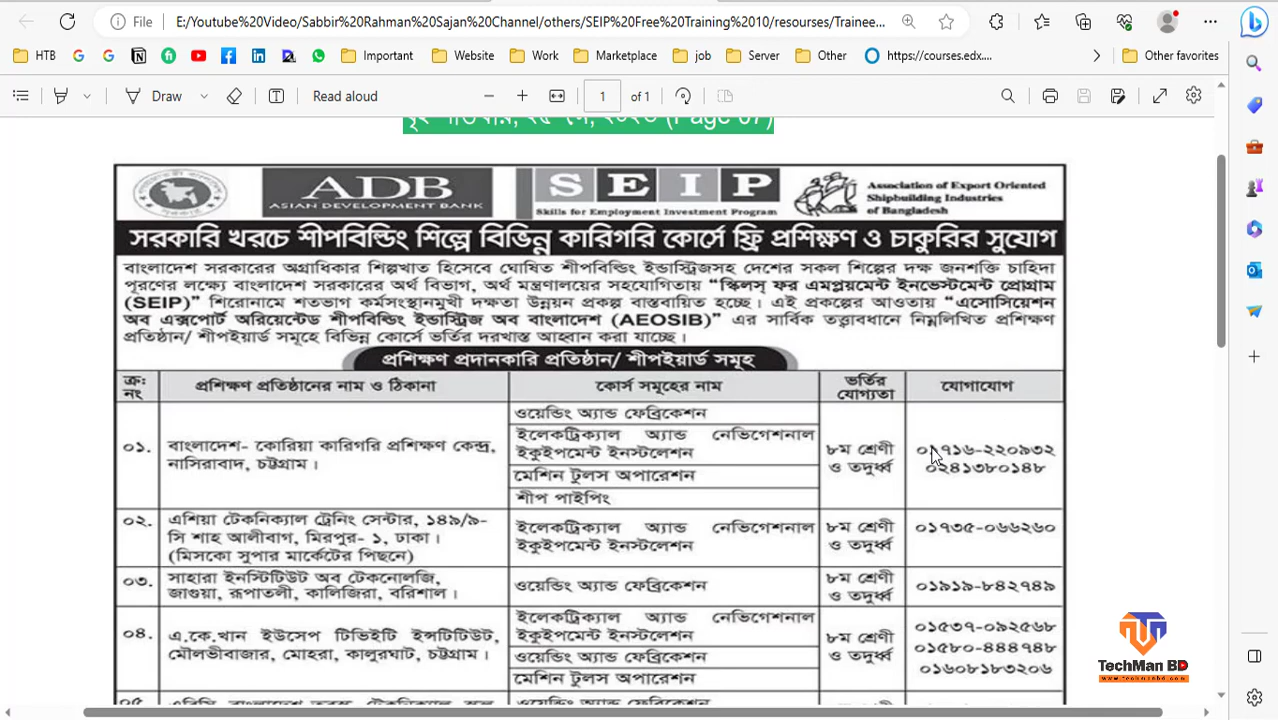 File
E:/Youtube%20Video/Sabbir%20Rahman%20Sajan%20Channel/others/SEIP%20Free%20Training%2010/resourses/Trainee...
HTB
Important
Website
Work
Marketplace
job
Server
Other
https://courses.edx....
Other favorites
Draw
Read aloud
1
of 1
ADB
ASIAN DEVELOPMENT BANK
SEIP
Skills for Employment Investment Program
Association of Export Oriented
Shipbuilding Industries
of Bangladesh
সরকারি খরচে শীপবিল্ডিং শিল্পে বিভিন্ন কারিগরি কোর্সে ফ্রি প্রশিক্ষণ ও চাকুরির সুযোগ
বাংলাদেশ সরকারের অগ্রাধিকার শিল্পখাত হিসেবে ঘোষিত শীপবিল্ডিং ইন্ডাস্ট্রিজসহ দেশের সকল শিল্পের দক্ষ জনশক্তি চাহিদা
পূরণের লক্ষ্যে বাংলাদেশ সরকারের অর্থ বিভাগ, অর্থ মন্ত্রণালয়ের সহযোগিতায় “স্কিলস্ ফর এমপ্লয়মেন্ট ইনভেস্টমেন্ট প্রোগ্রাম
(SEIP)” শিরোনামে শতভাগ কর্মসংস্থানমুখী দক্ষতা উন্নয়ন প্রকল্প বাস্তবায়িত হচ্ছে। এই প্রকল্পের আওতায় “এসোসিয়েশন
অব এক্সপোর্ট অরিয়েন্টেড শীপবিল্ডিং ইন্ডাস্ট্রিজ অব বাংলাদেশ (AEOSIB)” এর সার্বিক তত্ত্বাবধানে নিম্নলিখিত প্রশিক্ষণ
প্রতিষ্ঠান/ শীপইয়ার্ড সমূহে বিভিন্ন কোর্সে ভর্তির দরখাস্ত আহ্বান করা যাচ্ছে।
প্রশিক্ষণ প্রদানকারি প্রতিষ্ঠান/ শীপইয়ার্ড সমূহ
ক্রঃ নং
প্রশিক্ষণ প্রতিষ্ঠানের নাম ও ঠিকানা
কোর্স সমূহের নাম
ভর্তির যোগ্যতা
যোগাযোগ
০১.
বাংলাদেশ- কোরিয়া কারিগরি প্রশিক্ষণ কেন্দ্র,
নাসিরাবাদ, চট্টগ্রাম।
ওয়েল্ডিং অ্যান্ড ফেব্রিকেশন
ইলেকট্রিক্যাল অ্যান্ড নেভিগেশনাল
ইকুইপমেন্ট ইনস্টলেশন
মেশিন টুলস অপারেশন
শীপ পাইপিং
৮ম শ্রেণী
ও তদুর্ধ্ব
০১৭১৬-২২০৯৩২
০২৪১৩৮০১৪৮
০২.
এশিয়া টেকনিক্যাল ট্রেনিং সেন্টার, ১৪৯/৯-
সি শাহ আলীবাগ, মিরপুর- ১, ঢাকা।
(মিসকো সুপার মার্কেটের পিছনে)
ইলেকট্রিক্যাল অ্যান্ড নেভিগেশনাল
ইকুইপমেন্ট ইনস্টলেশন
৮ম শ্রেণী
ও তদুর্ধ্ব
০১৭৩৫-০৬৬২৬০
০৩.
সাহারা ইনস্টিটিউট অব টেকনোলজি,
জাগুয়া, রূপাতলী, কালিজিরা, বরিশাল।
ওয়েল্ডিং অ্যান্ড ফেব্রিকেশন
৮ম শ্রেণী
ও তদুর্ধ্ব
০১৯১৯-৮৪২৭৪৯
০৪.
এ.কে.খান ইউসেপ টিভিইটি ইন্সটিটিউট,
মৌলভীবাজার, মোহরা, কালুরঘাট, চট্টগ্রাম।
ইলেকট্রিক্যাল অ্যান্ড নেভিগেশনাল
ইকুইপমেন্ট ইনস্টলেশন
ওয়েল্ডিং অ্যান্ড ফেব্রিকেশন
মেশিন টুলস অপারেশন
৮ম শ্রেণী
ও তদুর্ধ্ব
০১৫৩৭-০৯২৫৬৮
০১৫৮০-৪৪৪৭৪৮
০১৬০৮১৮৩২০৬
TechMan BD
www.techmanbd.com